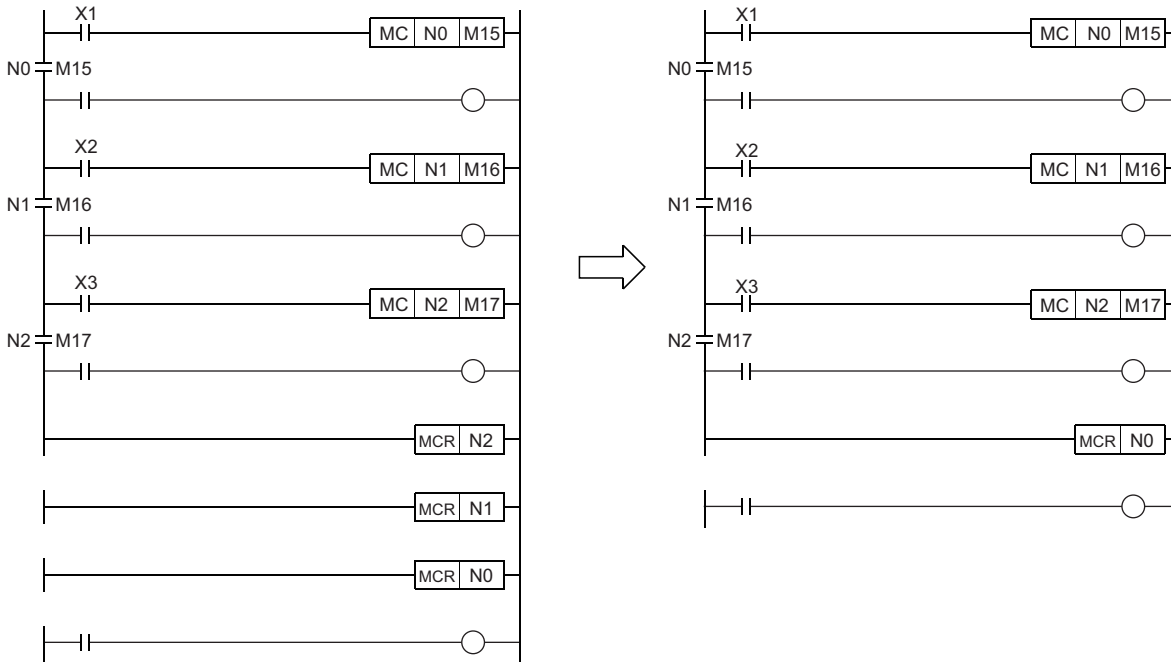 X1
MC N0 M15
N0 M15
X2
MC N1 M16
N1 M16
X3
MC N2 M17
N2 M17
MCR N2
MCR N1
MCR N0
X1
MC N0 M15
N0 M15
X2
MC N1 M16
N1 M16
X3
MC N2 M17
N2 M17
MCR N0